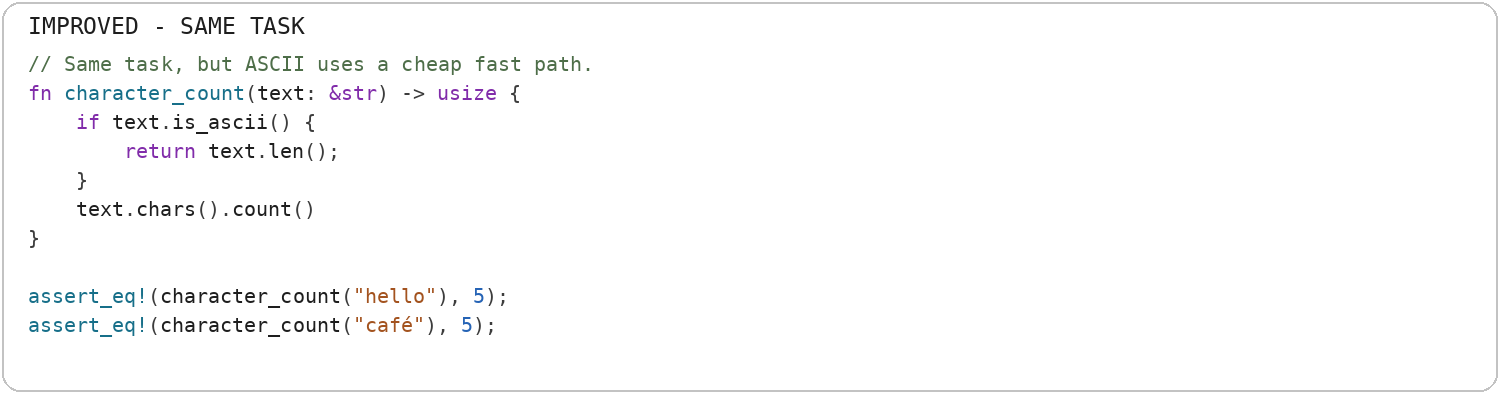 IMPROVED - SAME TASK
// Same task, but ASCII uses a cheap fast path.
fn character_count(text: &str) -> usize {
    if text.is_ascii() {
        return text.len();
    }
    text.chars().count()
}

assert_eq!(character_count("hello"), 5);
assert_eq!(character_count("café"), 5);